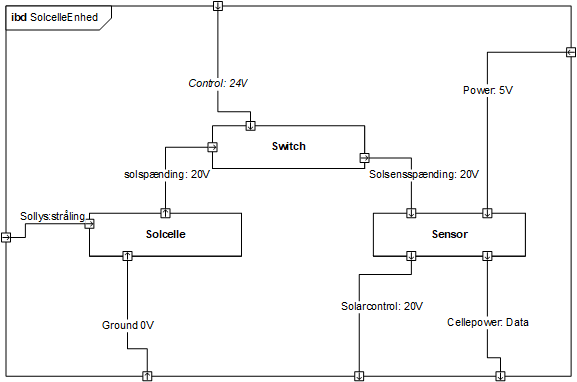 ibd SolcelleEnhed
Control: 24V
Power: 5V
Switch
solspænding: 20V
Solsensspænding: 20V
Sollys:stråling
Solcelle
Sensor
Solarcontrol: 20V
Ground 0V
Cellepower: Data